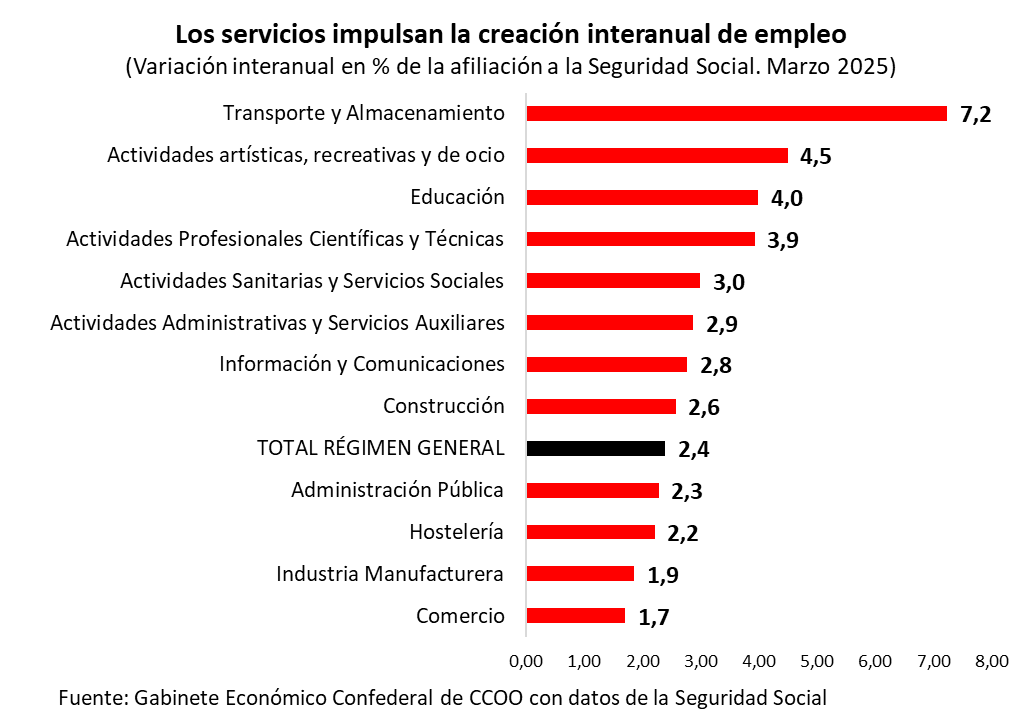 Los servicios impulsan la creación interanual de empleo
(Variación interanual en % de la afiliación a la Seguridad Social. Marzo 2025)
Transporte y Almacenamiento 7,2
Actividades artísticas, recreativas y de ocio 4,5
Educación 4,0
Actividades Profesionales Científicas y Técnicas 3,9
Actividades Sanitarias y Servicios Sociales 3,0
Actividades Administrativas y Servicios Auxiliares 2,9
Información y Comunicaciones 2,8
Construcción 2,6
TOTAL RÉGIMEN GENERAL 2,4
Administración Pública 2,3
Hostelería 2,2
Industria Manufacturera 1,9
Comercio 1,7
0,00 1,00 2,00 3,00 4,00 5,00 6,00 7,00 8,00
Fuente: Gabinete Económico Confederal de CCOO con datos de la Seguridad Social